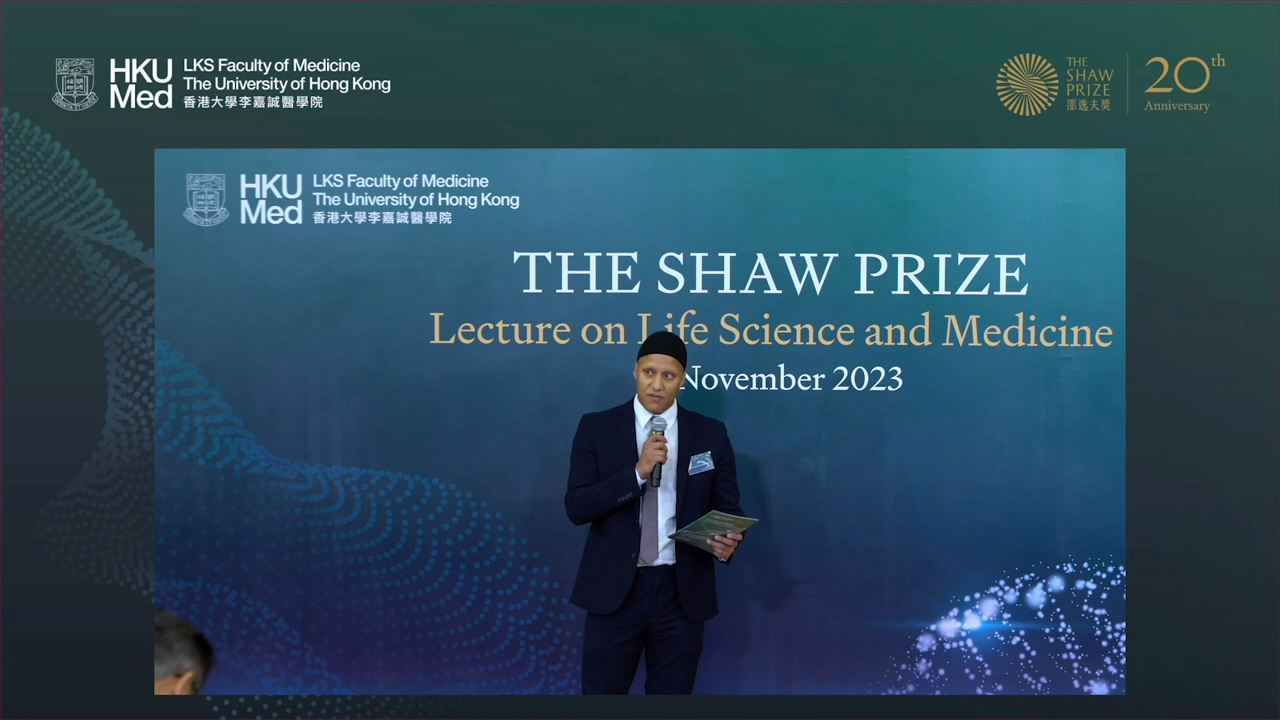 HKU
Med
LKS Faculty of Medicine
The University of Hong Kong
香港大學李嘉誠醫學院
THE
SHAW
PRIZE
邵逸夫獎
20th
Anniversary
HKU
Med
LKS Faculty of Medicine
The University of Hong Kong
香港大學李嘉誠醫學院
THE SHAW PRIZE
Lecture on Life Science and Medicine
November 2023